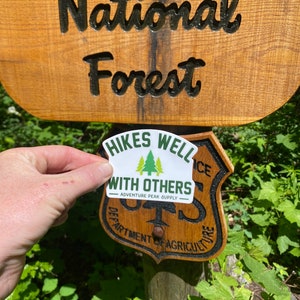 National
Forest
HIKES WELL
WITH OTHERS
ADVENTURE PEAK SUPPLY
DEPARTMENT OF AGRICULTURE